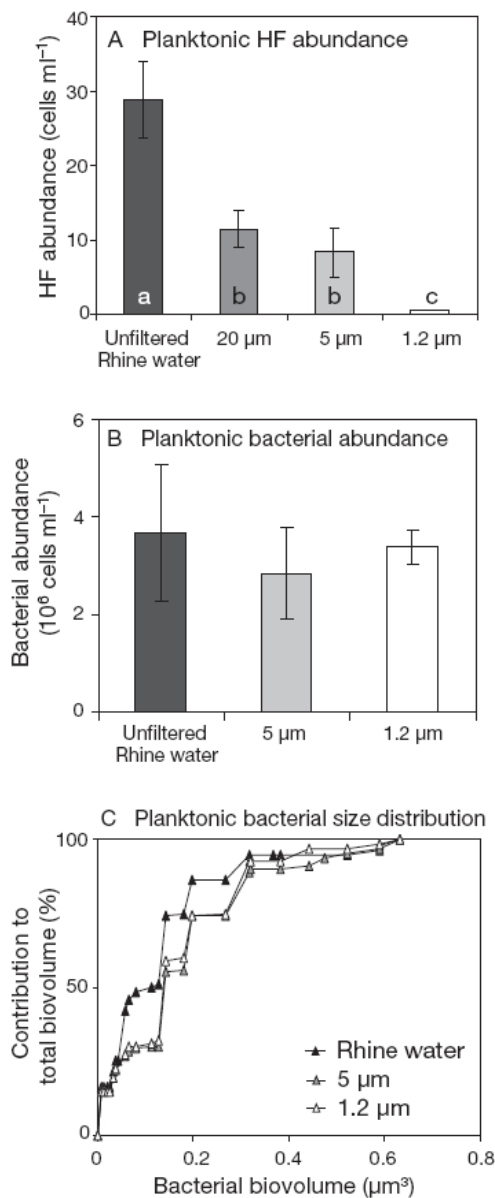 A Planktonic HF abundance
HF abundance (cells ml⁻¹)
40
30
20
10
0
a
b
b
c
Unfiltered
Rhine water
20 µm
5 µm
1.2 µm
B Planktonic bacterial abundance
Bacterial abundance
(10⁶ cells ml⁻¹)
6
4
2
0
Unfiltered
Rhine water
5 µm
1.2 µm
C Planktonic bacterial size distribution
Contribution to
total biovolume (%)
100
50
0
Rhine water
5 µm
1.2 µm
0
0.2
0.4
0.6
0.8
Bacterial biovolume (µm³)